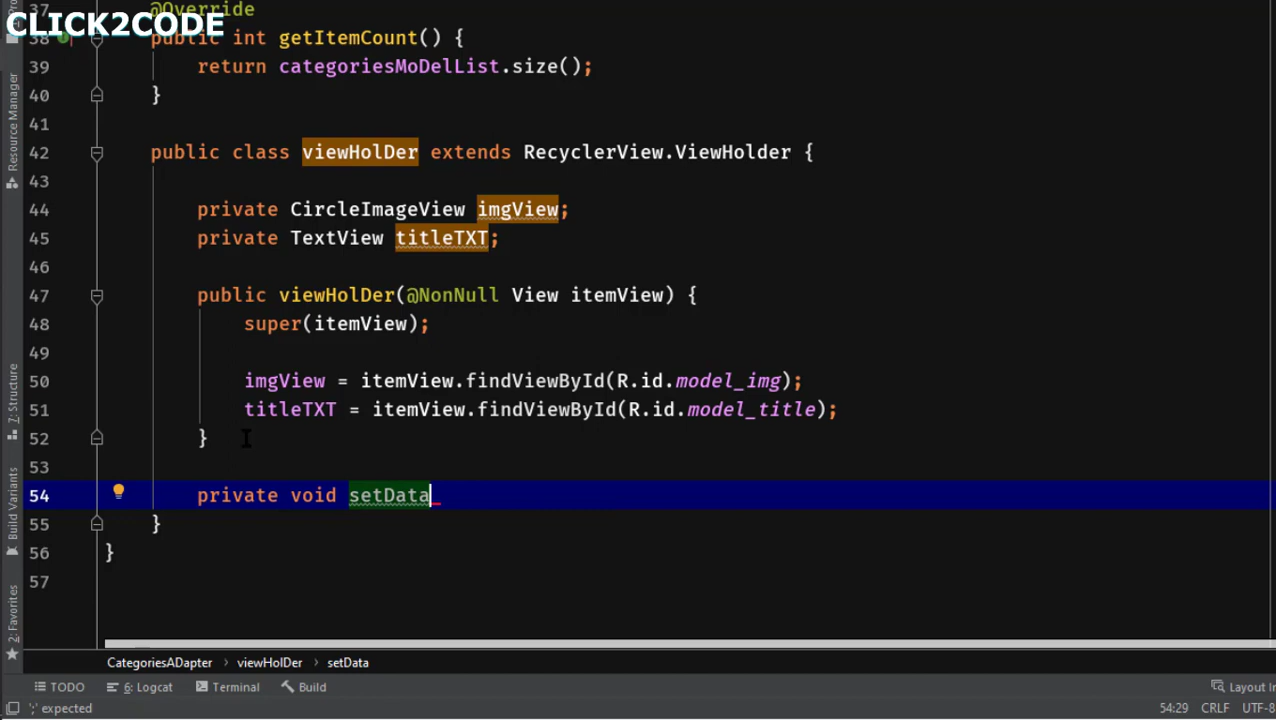 37 @Override
CLICK2CODE
38 public int getItemCount() {
39 return categoriesMoDelList.size();
40 }
41
42 public class viewHolDer extends RecyclerView.ViewHolder {
43
44 private CircleImageView imgView;
45 private TextView titleTXT;
46
47 public viewHolDer(@NonNull View itemView) {
48 super(itemView);
49
50 imgView = itemView.findViewById(R.id.model_img);
51 titleTXT = itemView.findViewById(R.id.model_title);
52 }
53
54 private void setData
55 }
56 }
57
Resource Manager
Z: Structure
Build Variants
2: Favorites
CategoriesADapter viewHolDer setData
TODO 6: Logcat Terminal Build Layout In
';' expected 54:29 CRLF UTF-8